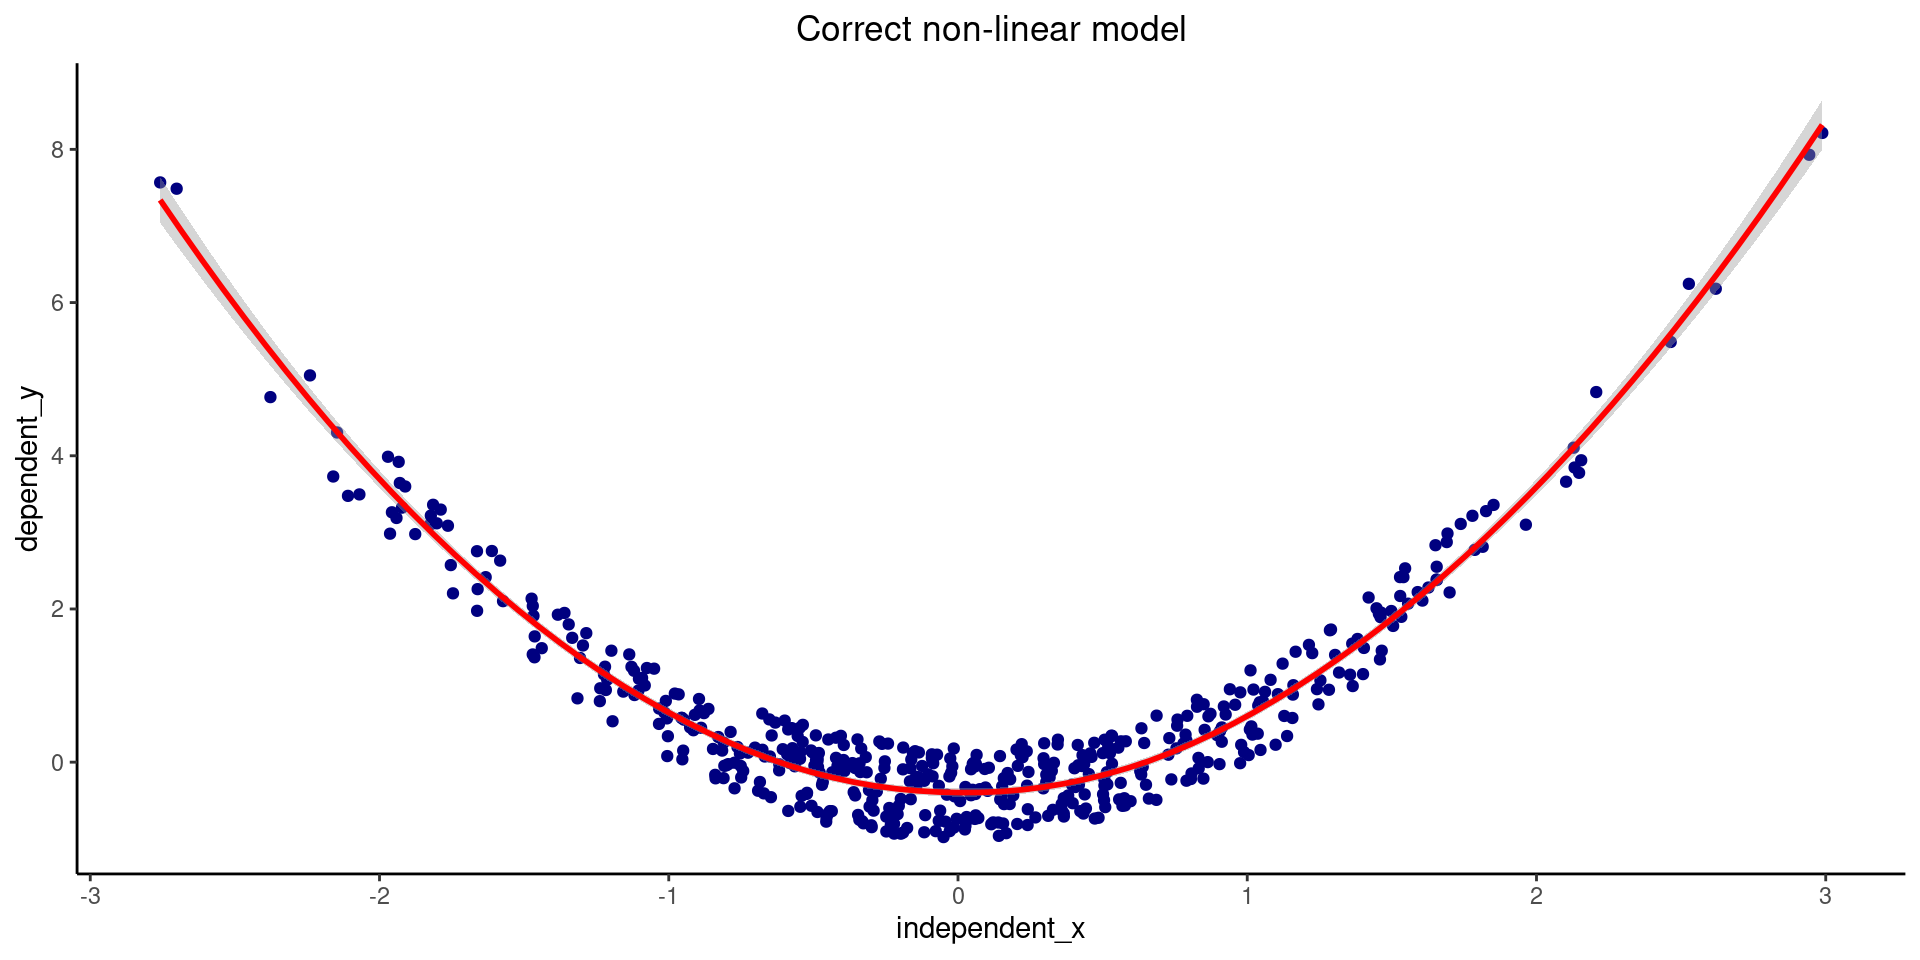 Correct non-linear model
8
6
4
2
0
dependent_y
-3 -2 -1 0 1 2 3
independent_x